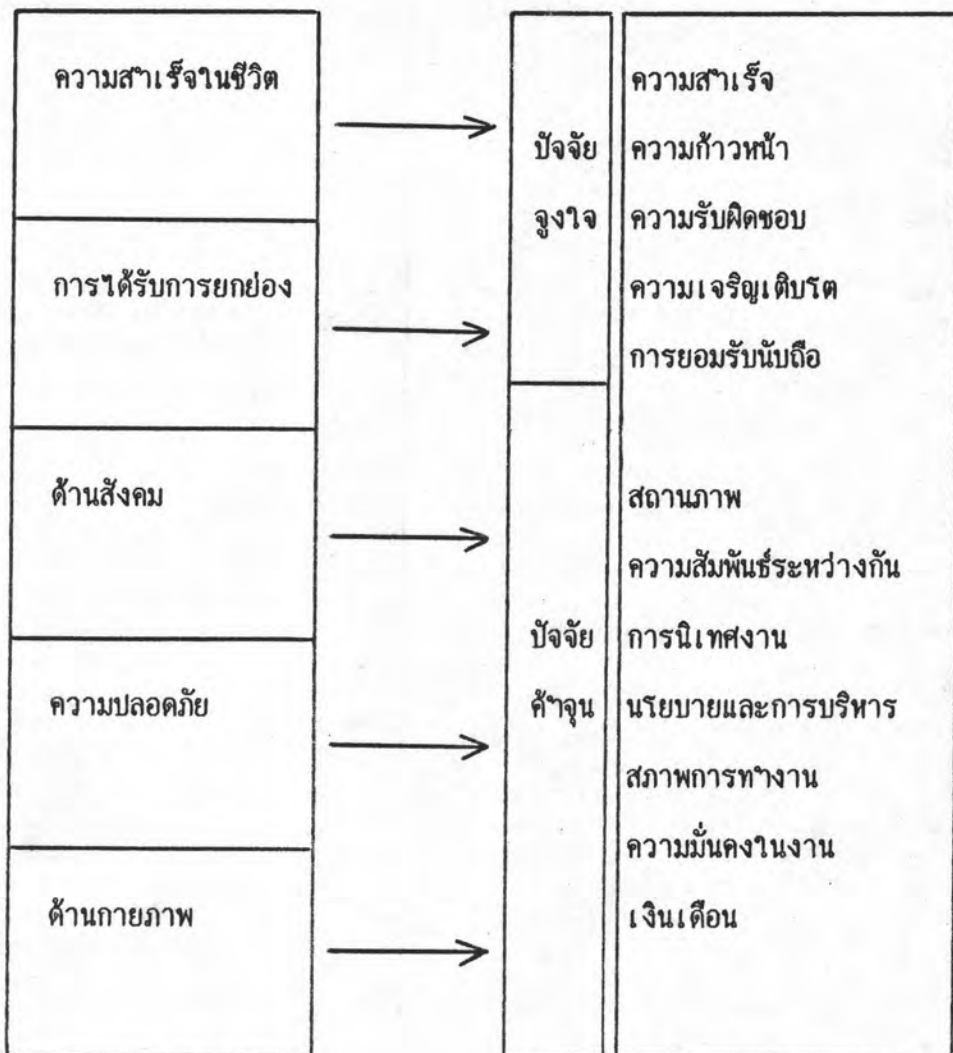 ความสำเร็จในชีวิต
การได้รับการยกย่อง
ด้านสังคม
ความปลอดภัย
ด้านกายภาพ
ปัจจัย
จูงใจ
ปัจจัย
ค้ำจุน
ความสำเร็จ
ความก้าวหน้า
ความรับผิดชอบ
ความเจริญเติบโต
การยอมรับนับถือ
สถานภาพ
ความสัมพันธ์ระหว่างกัน
การนิเทศงาน
นโยบายและการบริหาร
สภาพการทำงาน
ความมั่นคงในงาน
เงินเดือน